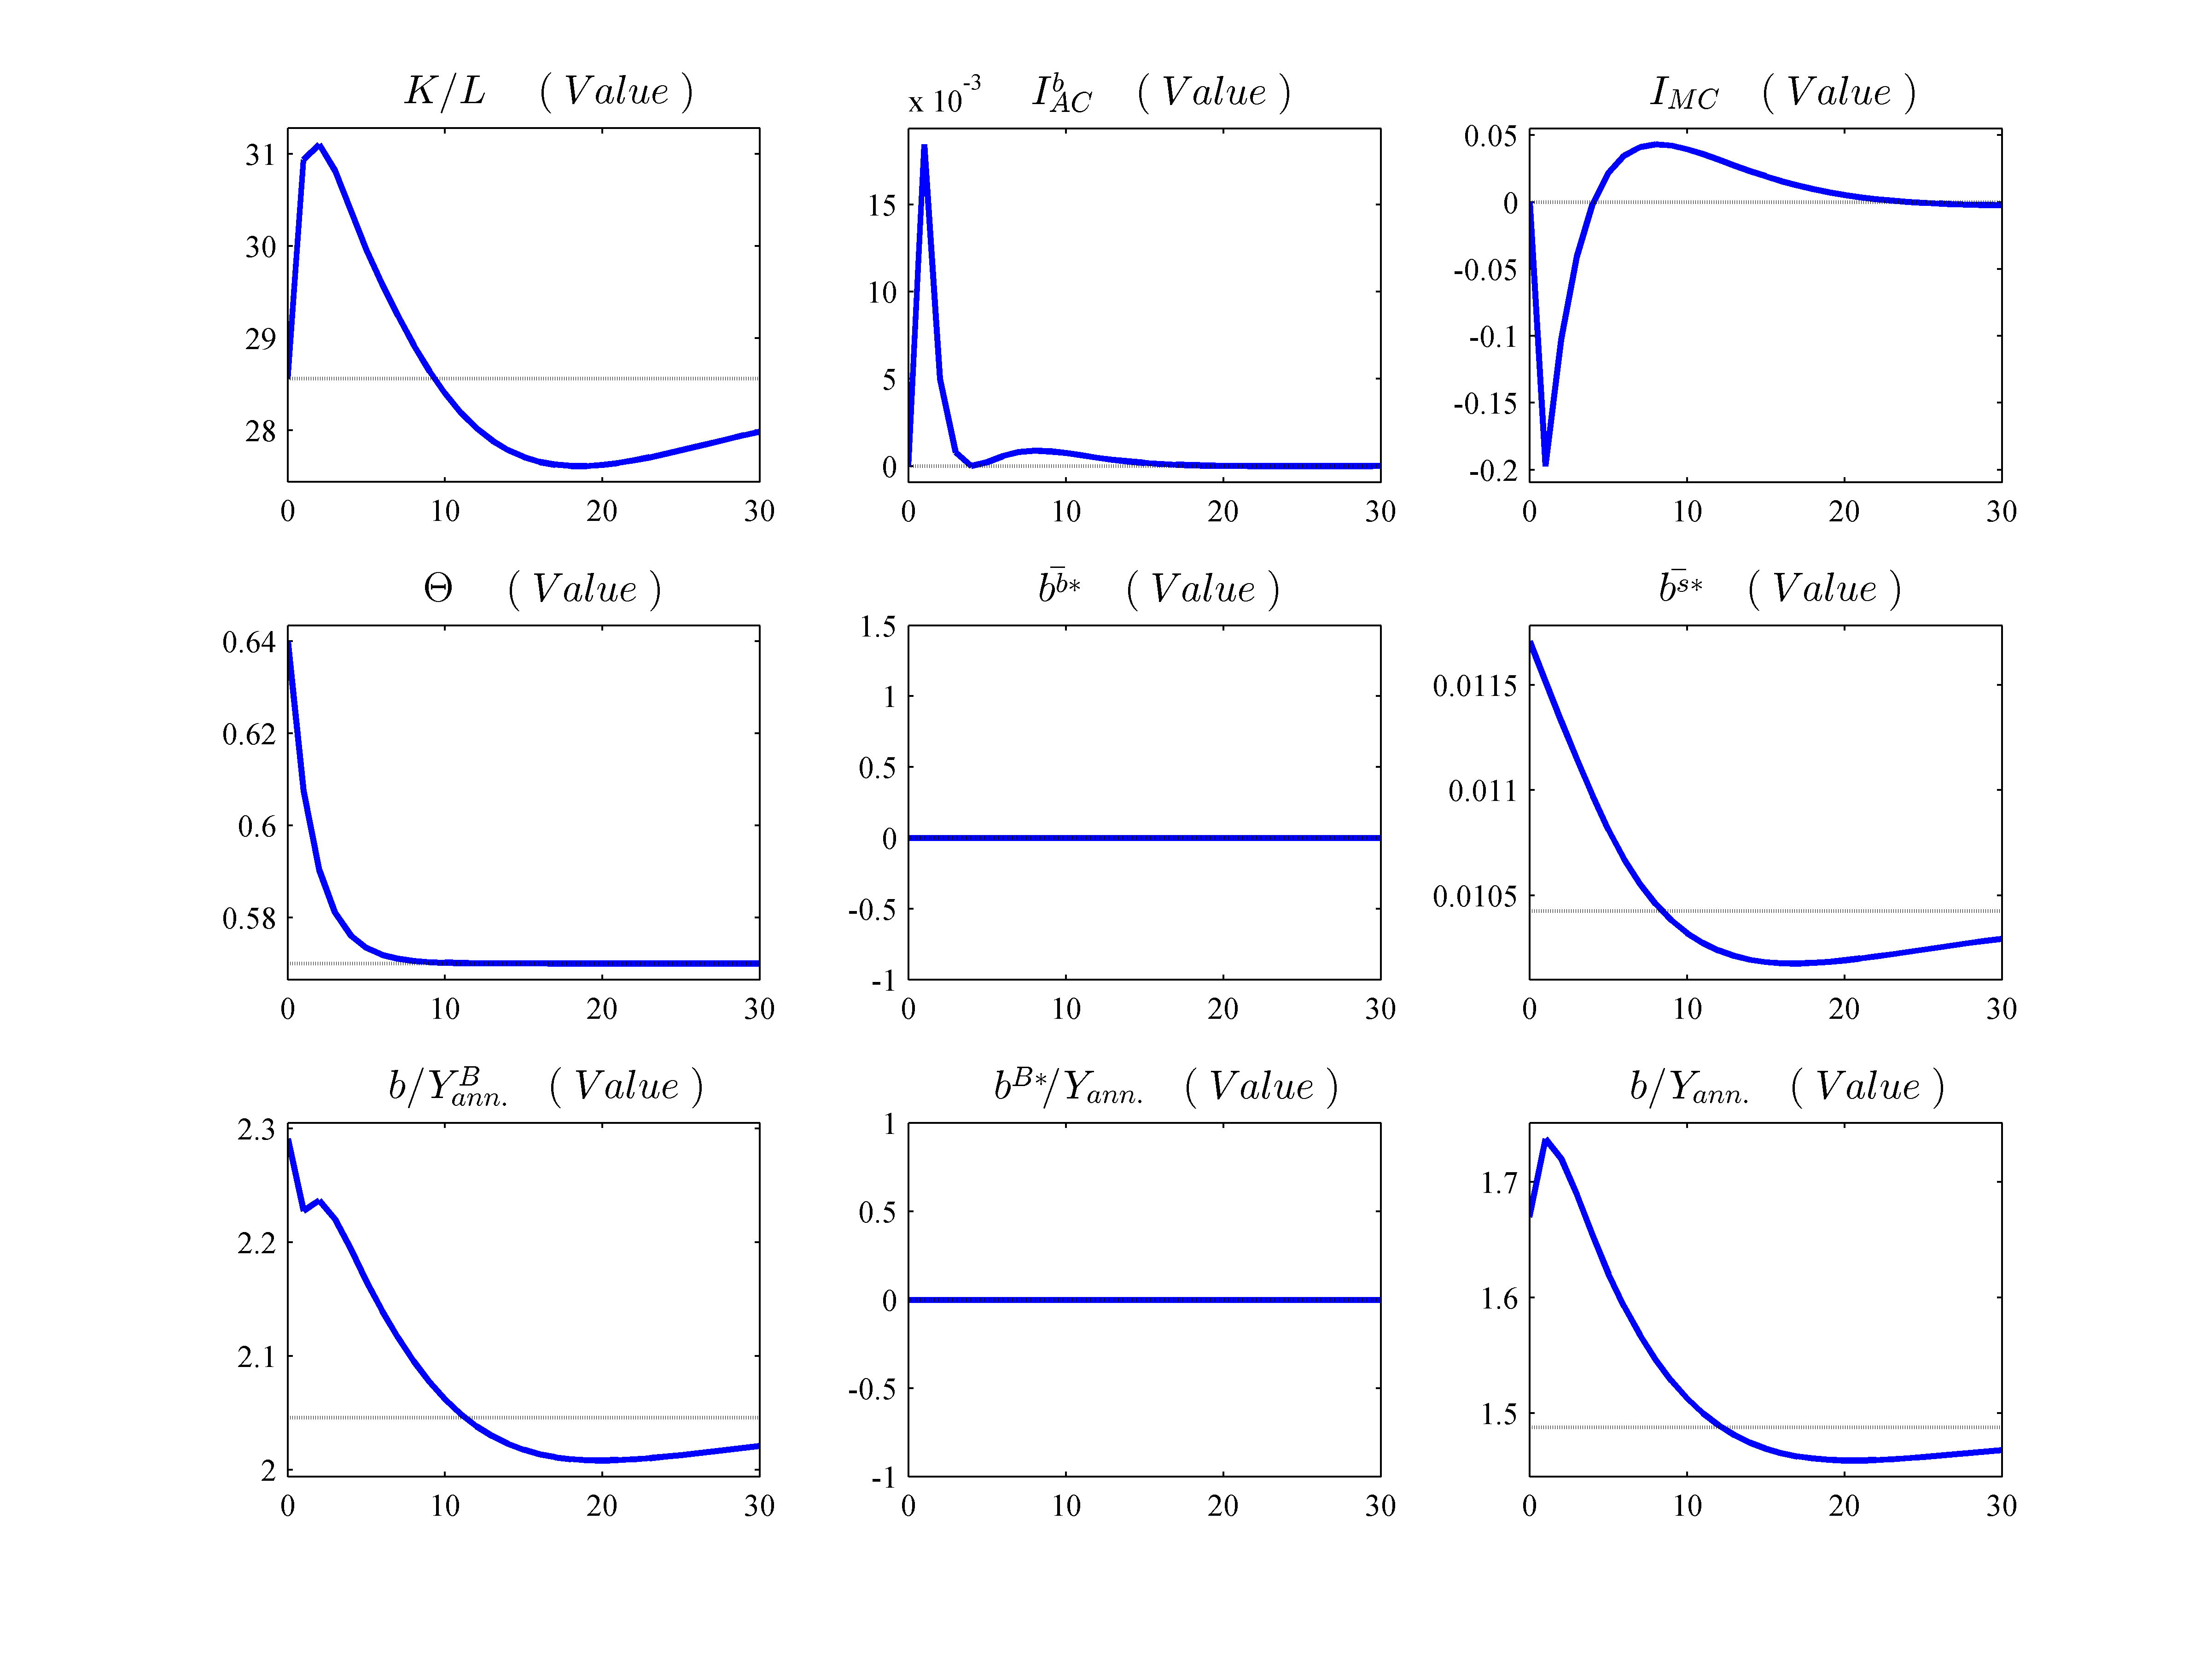 K/L ( Value )
31
30
29
28
0 10 20 30
x 10^-3 I^b_AC ( Value )
15
10
5
0
0 10 20 30
I_MC ( Value )
0.05
0
-0.05
-0.1
-0.15
-0.2
0 10 20 30
Θ ( Value )
0.64
0.62
0.6
0.58
0 10 20 30
b^b̄* ( Value )
1.5
1
0.5
0
-0.5
-1
0 10 20 30
b^s̄* ( Value )
0.0115
0.011
0.0105
0 10 20 30
b/Y^B_ann. ( Value )
2.3
2.2
2.1
2
0 10 20 30
b^B*/Y_ann. ( Value )
1
0.5
0
-0.5
-1
0 10 20 30
b/Y_ann. ( Value )
1.7
1.6
1.5
0 10 20 30